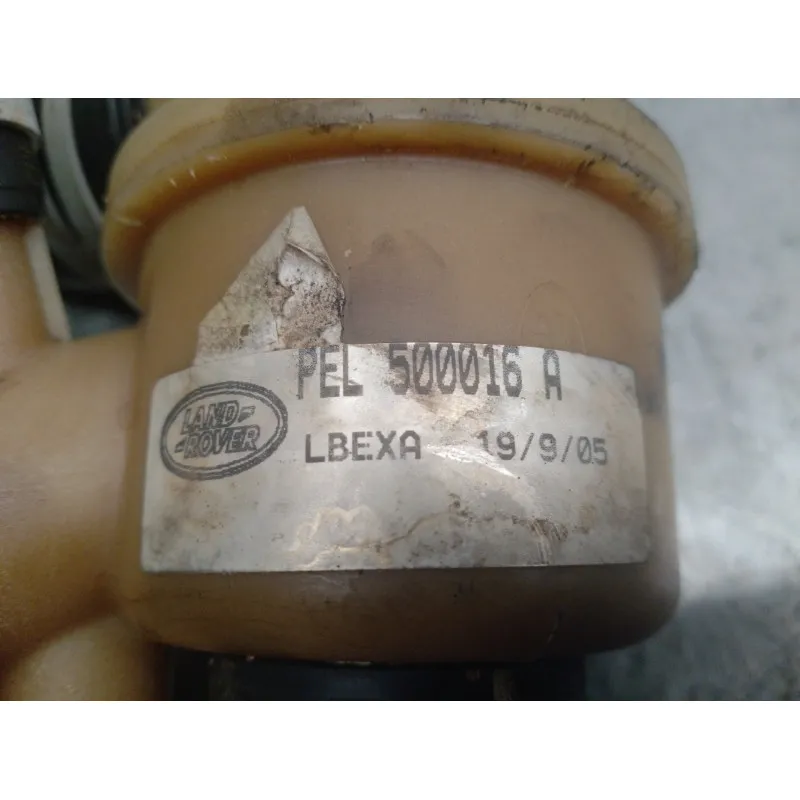 PEL 500016 A
LAND-
-ROVER
LBEXA 19/9/05